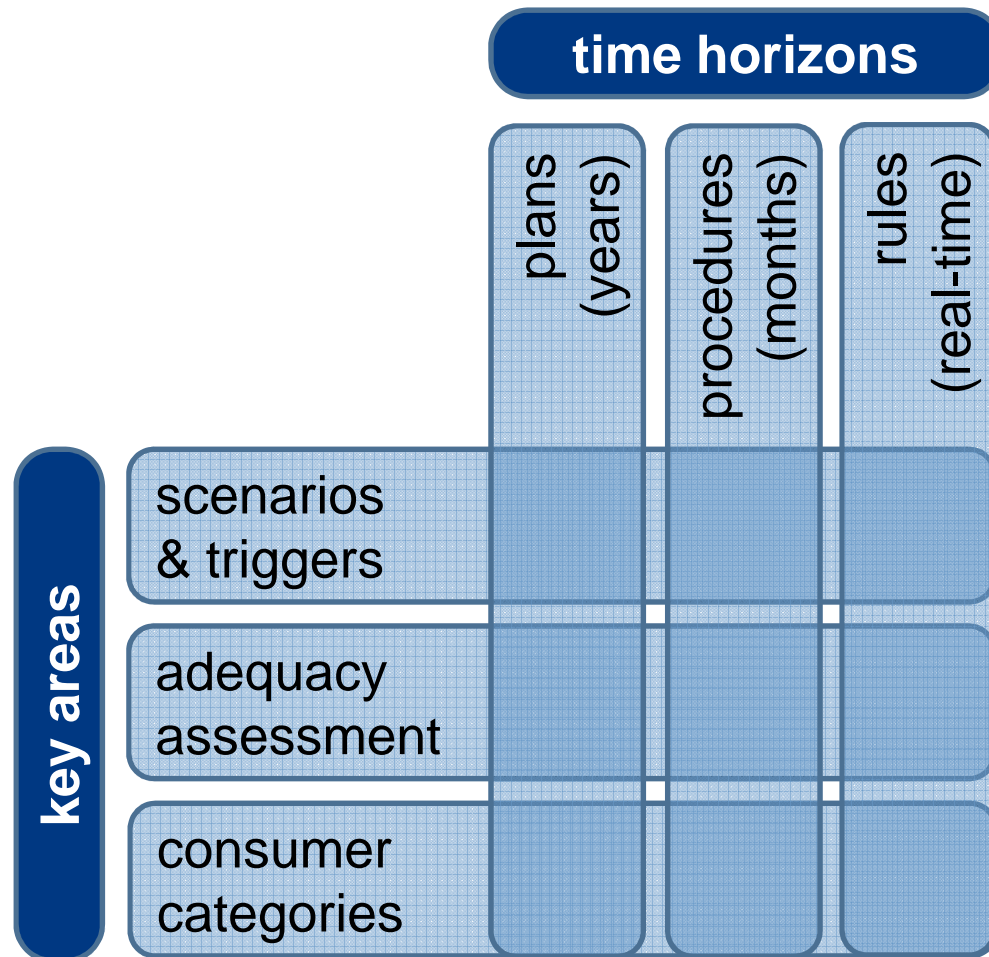 time horizons
plans
(years)
procedures
(months)
rules
(real-time)
key areas
scenarios
& triggers
adequacy
assessment
consumer
categories